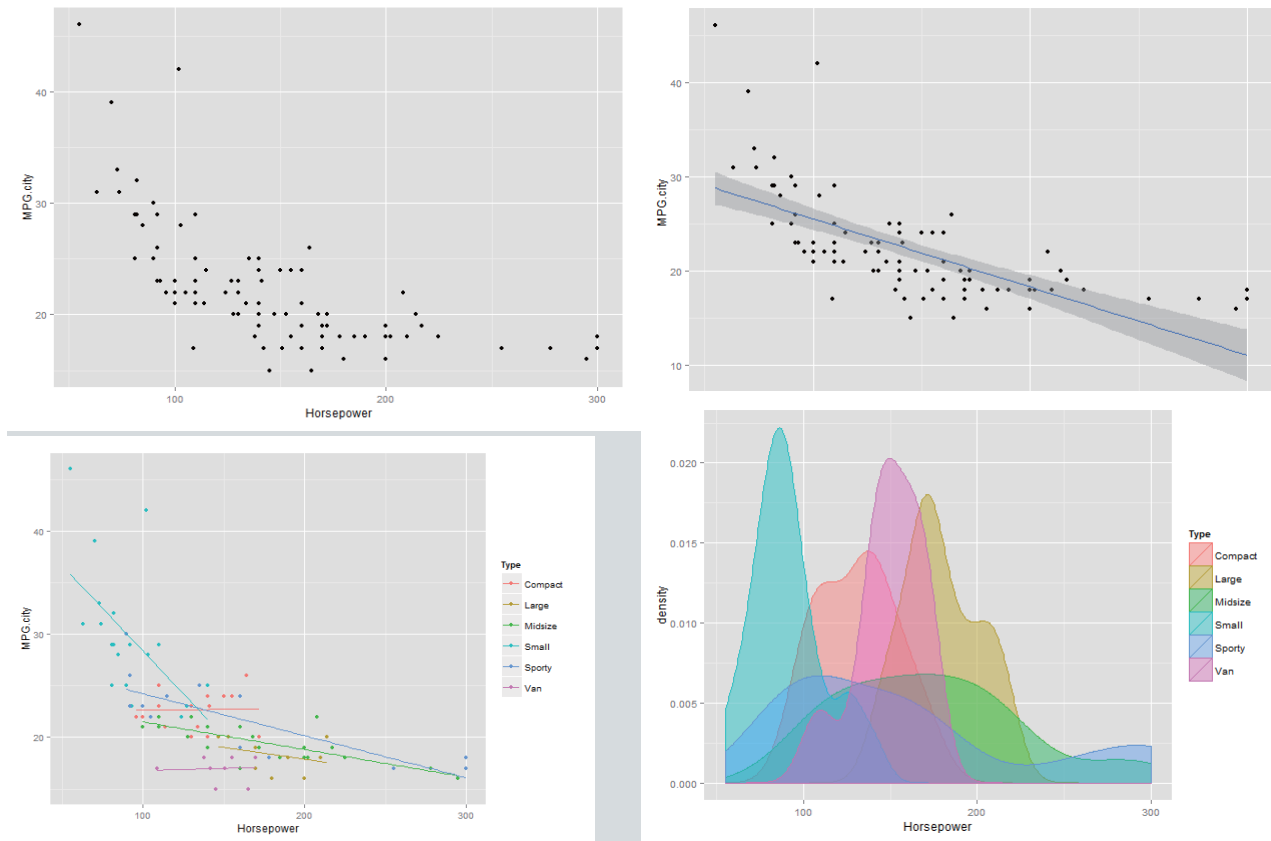 MPG.city
40
30
20
100
200
300
Horsepower
MPG.city
40
30
20
10
MPG.city
40
30
20
100
200
300
Horsepower
Type
Compact
Large
Midsize
Small
Sporty
Van
density
0.020
0.015
0.010
0.005
0.000
100
200
300
Horsepower
Type
Compact
Large
Midsize
Small
Sporty
Van